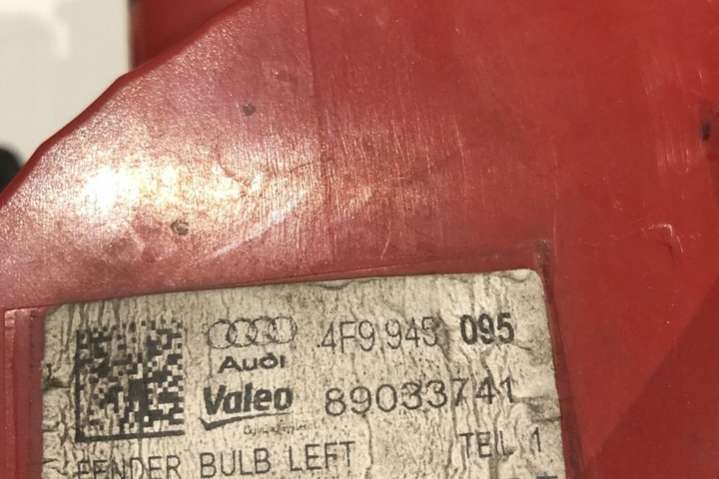 4F9 945 095
Audi
Valeo 89033741
FENDER BULB LEFT TEIL 1